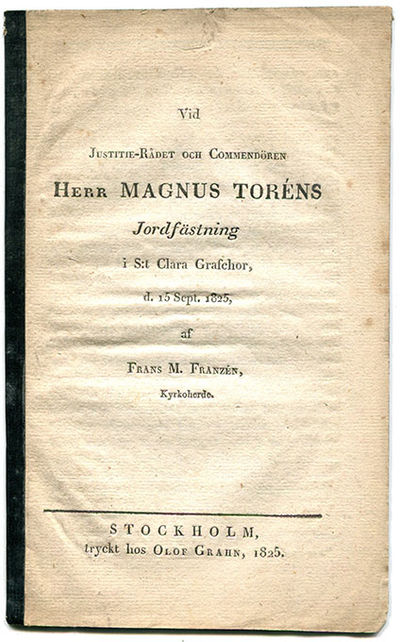 Vid
JUSTITIE-RÅDET OCH COMMENDÖREN
HERR MAGNUS TORÉNS
Jordfästning
i S:t Clara Grafchor,
d. 15 Sept. 1825,
af
FRANS M. FRANZÉN,
Kyrkoherde.
STOCKHOLM,
tryckt hos OLOF GRAHN, 1825.